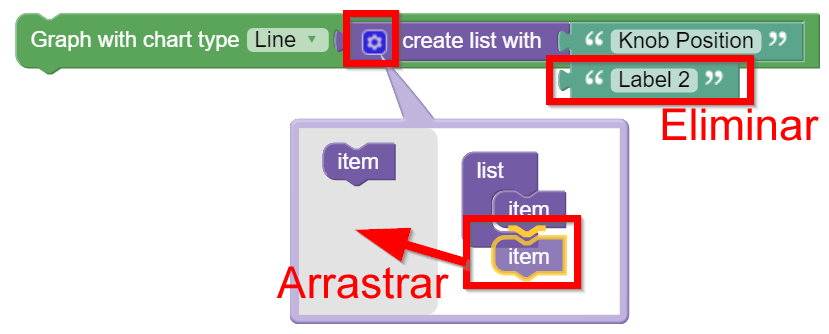 Graph with chart type Line ▾ create list with “ Knob Position ”
“ Label 2 ”
Eliminar
item
list
item
item
Arrastrar